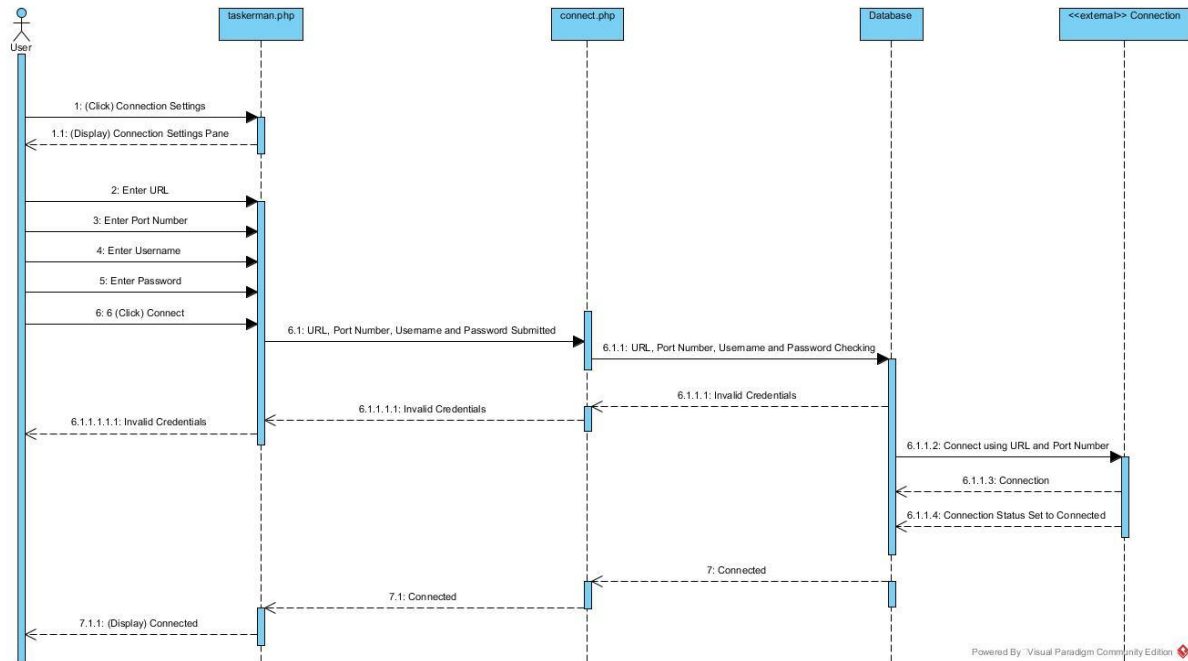 taskerman.php
connect.php
Database
<<external>> Connection
User
1: (Click) Connection Settings
1.1: (Display) Connection Settings Pane
2: Enter URL
3: Enter Port Number
4: Enter Username
5: Enter Password
6: 6 (Click) Connect
6.1: URL, Port Number, Username and Password Submitted
6.1.1: URL, Port Number, Username and Password Checking
6.1.1.1: Invalid Credentials
6.1.1.1.1: Invalid Credentials
6.1.1.1.1.1: Invalid Credentials
6.1.1.2: Connect using URL and Port Number
6.1.1.3: Connection
6.1.1.4: Connection Status Set to Connected
7: Connected
7.1: Connected
7.1.1: (Display) Connected
Powered By Visual Paradigm Community Edition